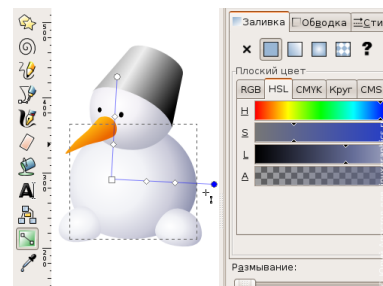 Заливка Обводка Сти
Плоский цвет
RGB HSL CMYK Круг CMS
H
S
L
A
Размывание: